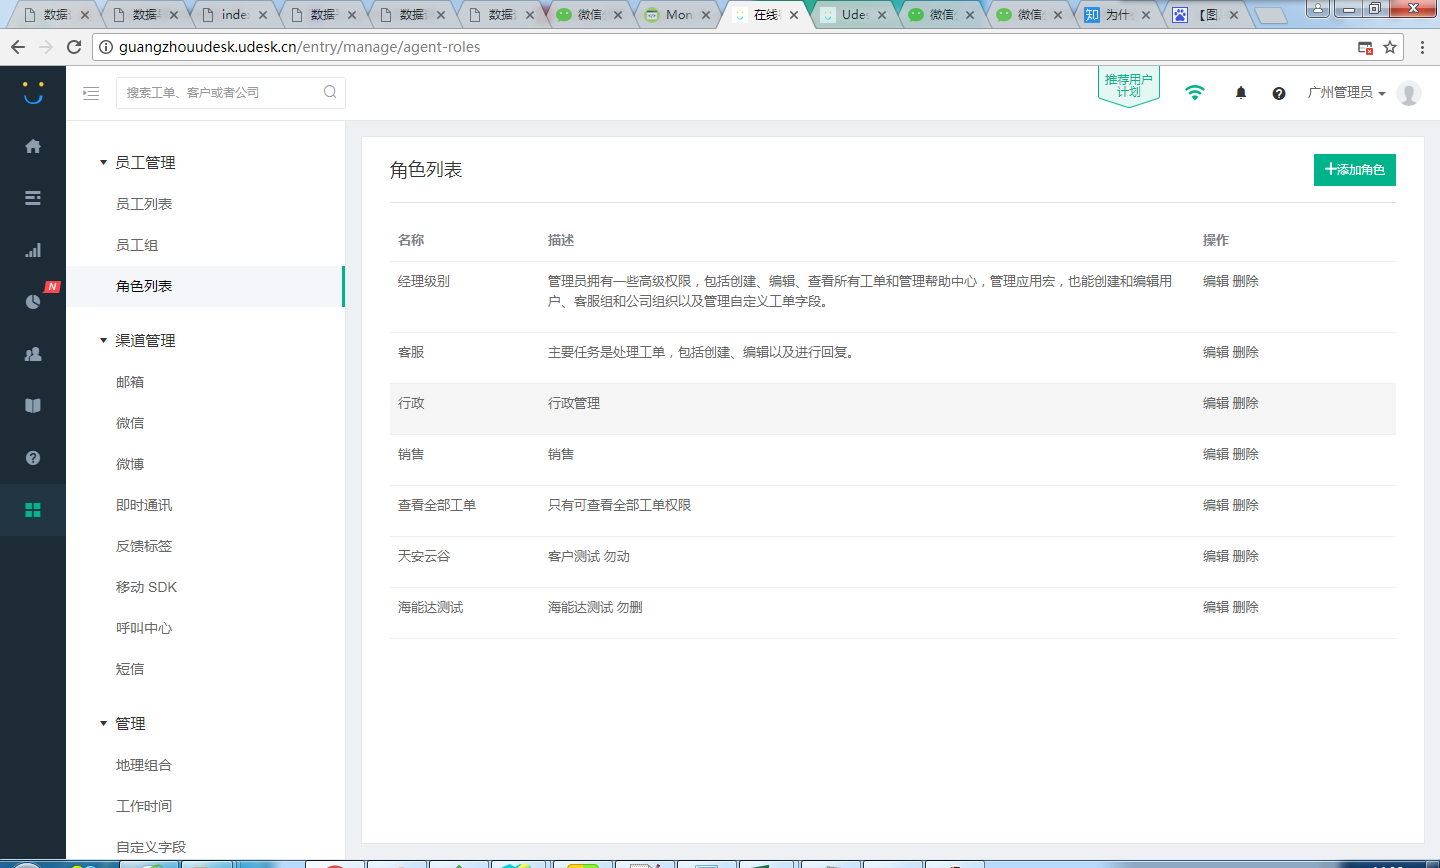 数据
数据
index
数据
数据
数据
微信
Mon
在线
Udes
微信
微信
知 为什
【图
guangzhouudesk.udesk.cn/entry/manage/agent-roles
搜索工单、客户或者公司
推荐用户
计划
广州管理员
N
员工管理
员工列表
员工组
角色列表
渠道管理
邮箱
微信
微博
即时通讯
反馈标签
移动 SDK
呼叫中心
短信
管理
地理组合
工作时间
自定义字段
角色列表
添加角色
名称 描述 操作
经理级别 管理员拥有一些高级权限，包括创建、编辑、查看所有工单和管理帮助中心，管理应用宏，也能创建和编辑用 编辑 删除
户、客服组和公司组织以及管理自定义工单字段。
客服 主要任务是处理工单，包括创建、编辑以及进行回复。 编辑 删除
行政 行政管理 编辑 删除
销售 销售 编辑 删除
查看全部工单 只有可查看全部工单权限 编辑 删除
天安云谷 客户测试 勿动 编辑 删除
海能达测试 海能达测试 勿删 编辑 删除